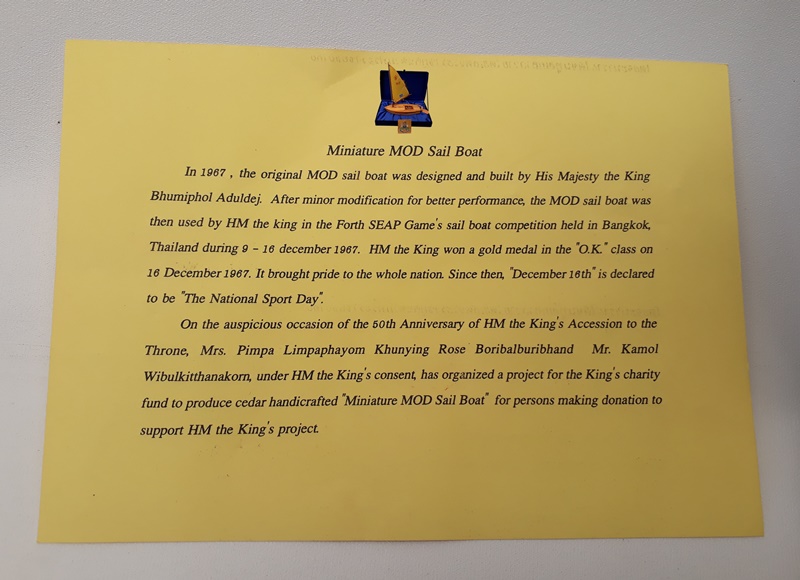 Miniature MOD Sail Boat
In 1967 , the original MOD sail boat was designed and built by His Majesty the King
Bhumiphol Aduldej. After minor modification for better performance, the MOD sail boat was
then used by HM the king in the Forth SEAP Game's sail boat competition held in Bangkok,
Thailand during 9 - 16 december 1967. HM the King won a gold medal in the "O.K." class on
16 December 1967. It brought pride to the whole nation. Since then, "December 16th" is declared
to be "The National Sport Day".
On the auspicious occasion of the 50th Anniversary of HM the King's Accession to the
Throne, Mrs. Pimpa Limpaphayom Khunying Rose Boribalburibhand Mr. Kamol
Wibulkitthanakorn, under HM the King's consent, has organized a project for the King's charity
fund to produce cedar handicrafted "Miniature MOD Sail Boat" for persons making donation to
support HM the King's project.